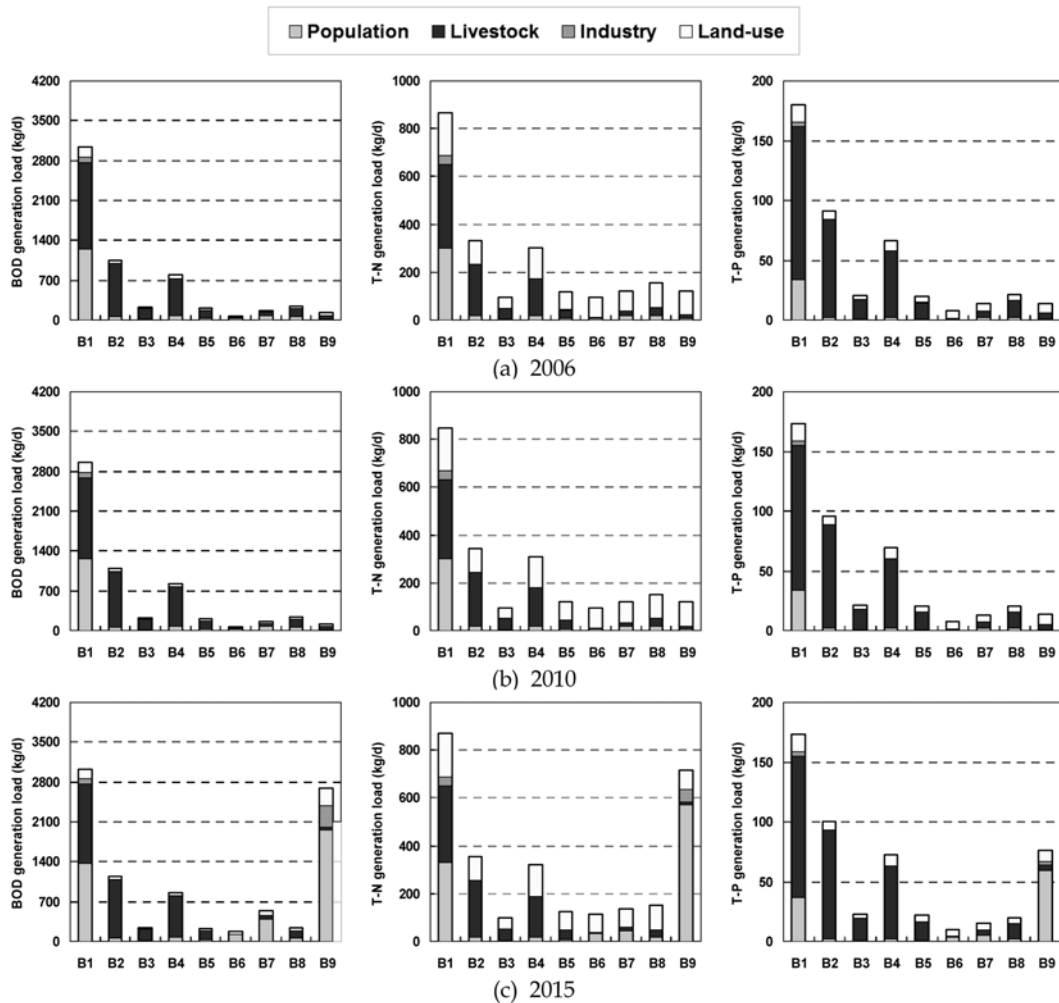 Population Livestock Industry Land-use
BOD generation load (kg/d)
4200
3500
2800
2100
1400
700
0
B1 B2 B3 B4 B5 B6 B7 B8 B9
T-N generation load (kg/d)
1000
800
600
400
200
0
B1 B2 B3 B4 B5 B6 B7 B8 B9
T-P generation load (kg/d)
200
150
100
50
0
B1 B2 B3 B4 B5 B6 B7 B8 B9
(a) 2006
BOD generation load (kg/d)
4200
3500
2800
2100
1400
700
0
B1 B2 B3 B4 B5 B6 B7 B8 B9
T-N generation load (kg/d)
1000
800
600
400
200
0
B1 B2 B3 B4 B5 B6 B7 B8 B9
T-P generation load (kg/d)
200
150
100
50
0
B1 B2 B3 B4 B5 B6 B7 B8 B9
(b) 2010
BOD generation load (kg/d)
4200
3500
2800
2100
1400
700
0
B1 B2 B3 B4 B5 B6 B7 B8 B9
T-N generation load (kg/d)
1000
800
600
400
200
0
B1 B2 B3 B4 B5 B6 B7 B8 B9
T-P generation load (kg/d)
200
150
100
50
0
B1 B2 B3 B4 B5 B6 B7 B8 B9
(c) 2015